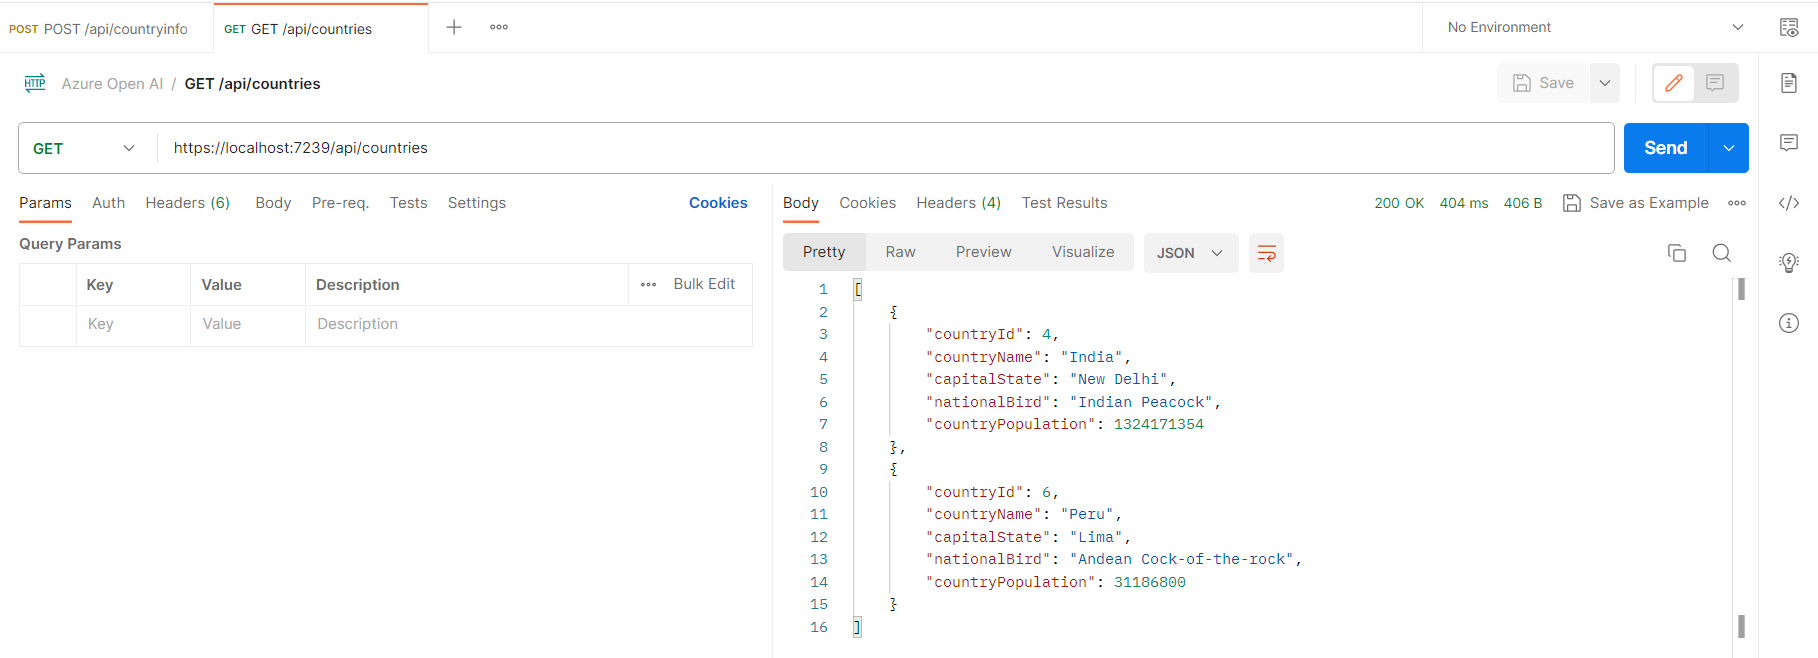 POST POST /api/countryinfo GET GET /api/countries No Environment
HTTP Azure Open AI / GET /api/countries Save
GET https://localhost:7239/api/countries Send
Params Auth Headers (6) Body Pre-req. Tests Settings Cookies
Query Params
Key Value Description Bulk Edit
Key Value Description
Body Cookies Headers (4) Test Results 200 OK 404 ms 406 B Save as Example
Pretty Raw Preview Visualize JSON
1 [
2 {
3 "countryId": 4,
4 "countryName": "India",
5 "capitalState": "New Delhi",
6 "nationalBird": "Indian Peacock",
7 "countryPopulation": 1324171354
8 },
9 {
10 "countryId": 6,
11 "countryName": "Peru",
12 "capitalState": "Lima",
13 "nationalBird": "Andean Cock-of-the-rock",
14 "countryPopulation": 31186800
15 }
16 ]